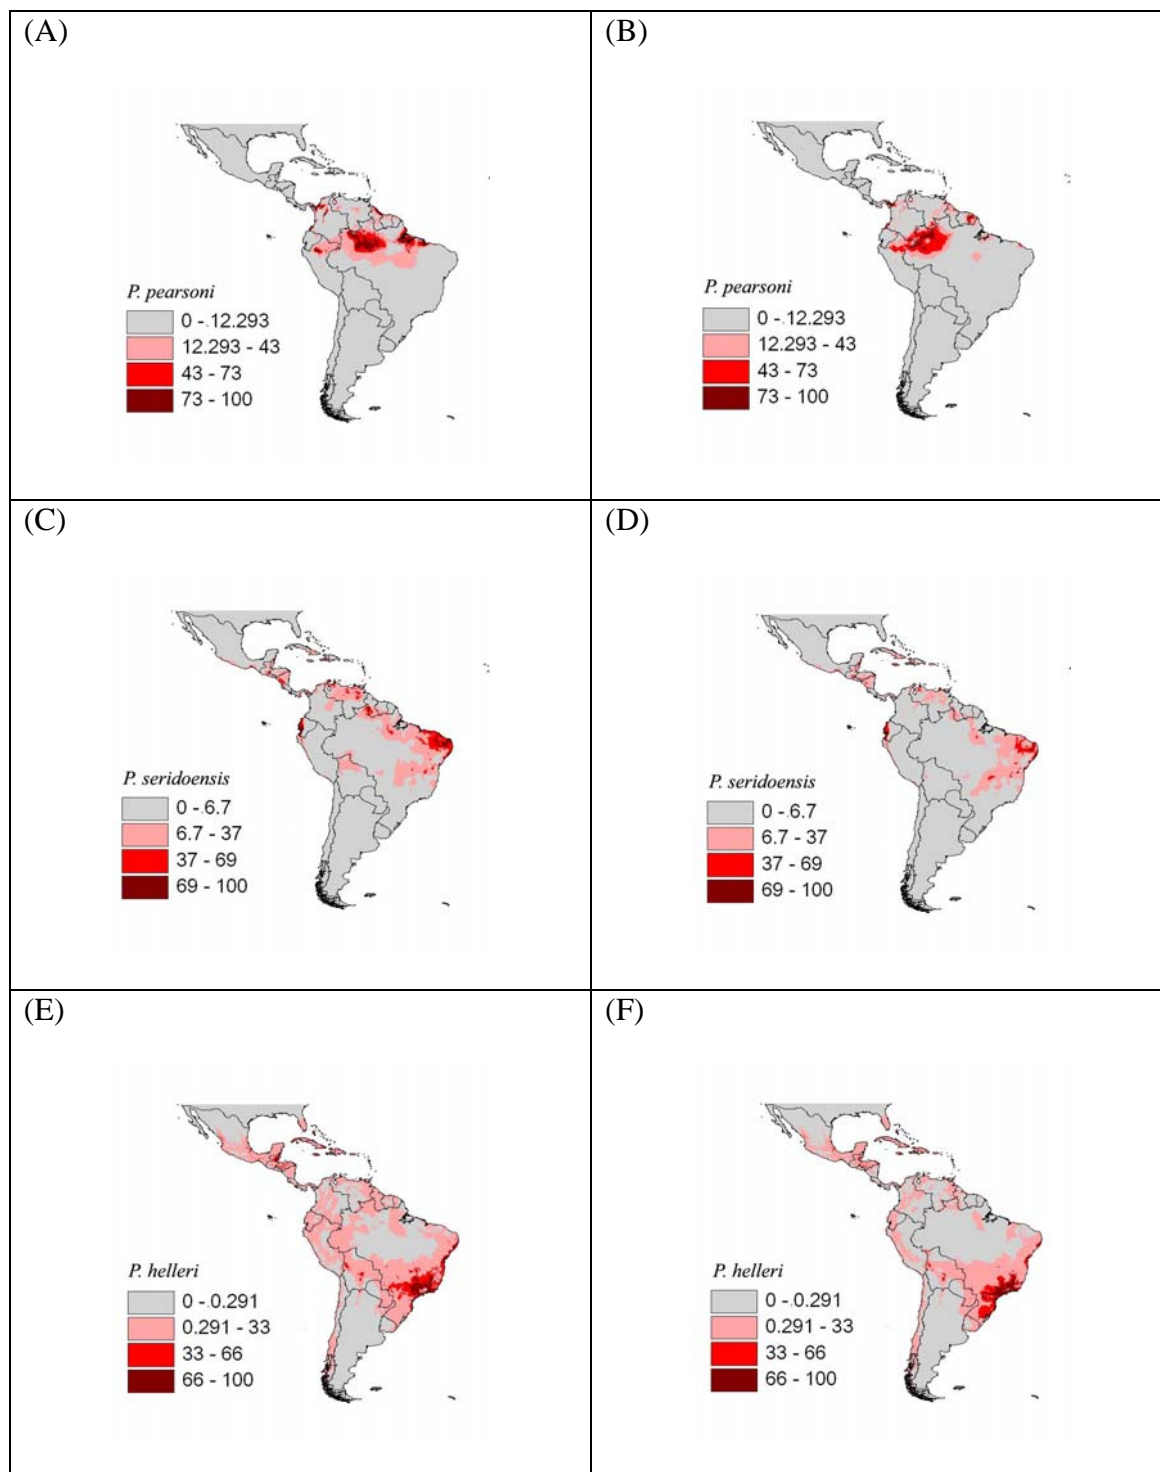 (A)
P. pearsoni
0 - .12.293
12.293 - 43
43 - 73
73 - 100
(B)
P. pearsoni
0 - .12.293
12.293 - 43
43 - 73
73 - 100
(C)
P. seridoensis
0 - .6.7
6.7 - 37
37 - 69
69 - 100
(D)
P. seridoensis
0 - .6.7
6.7 - 37
37 - 69
69 - 100
(E)
P. helleri
0 - .0.291
0.291 - 33
33 - 66
66 - 100
(F)
P. helleri
0 - .0.291
0.291 - 33
33 - 66
66 - 100